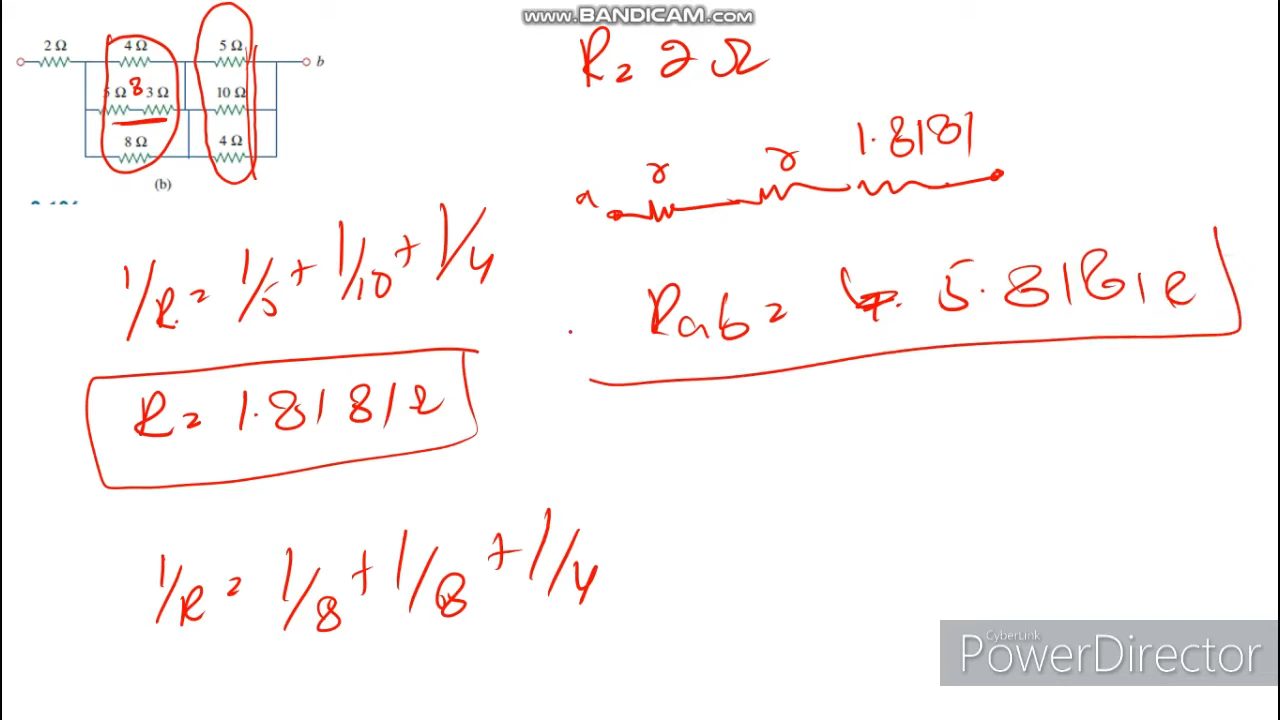 www.BANDICAM.com
2 Ω 4 Ω 5 Ω
b
5 Ω 8 3 Ω 10 Ω
8 Ω 4 Ω
(b)
R = 2 Ω
a 2 2 1.8181
1/R = 1/5 + 1/10 + 1/4
Rab = 5.8181 Ω
R = 1.8181 Ω
1/R = 1/8 + 1/8 + 1/4
CyberLink
PowerDirector